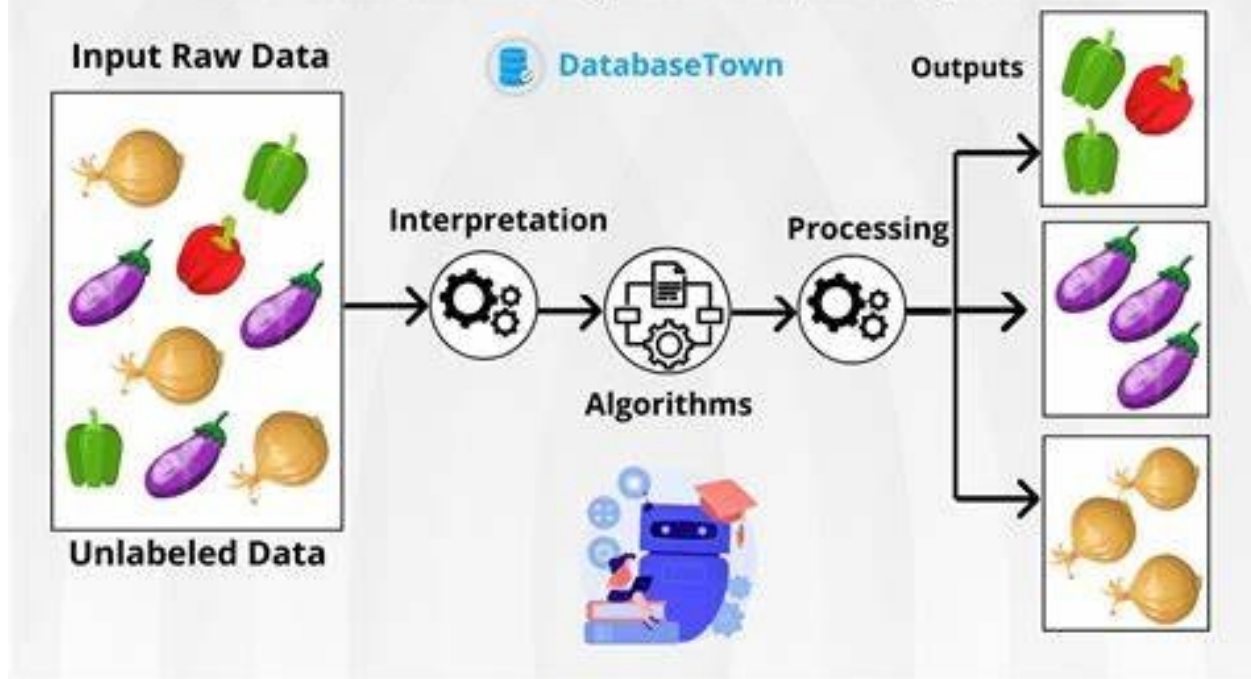 Input Raw Data
DatabaseTown
Outputs
Interpretation
Processing
Algorithms
Unlabeled Data